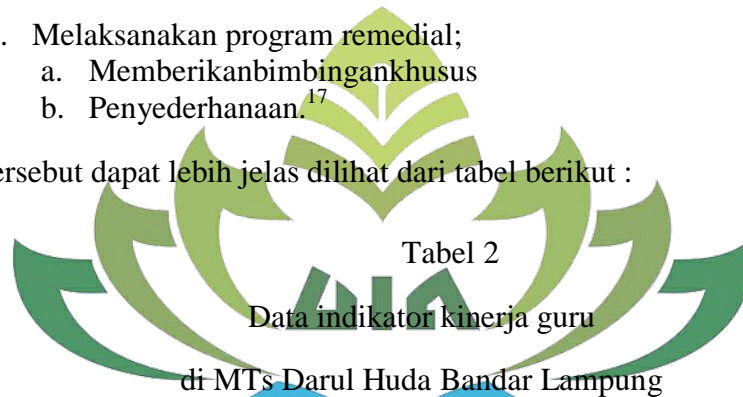 . Melaksanakan program remedial;
a. Memberikanbimbingankhusus
b. Penyederhanaan.17
ersebut dapat lebih jelas dilihat dari tabel berikut :
Tabel 2
Data indikator kinerja guru
di MTs Darul Huda Bandar Lampung